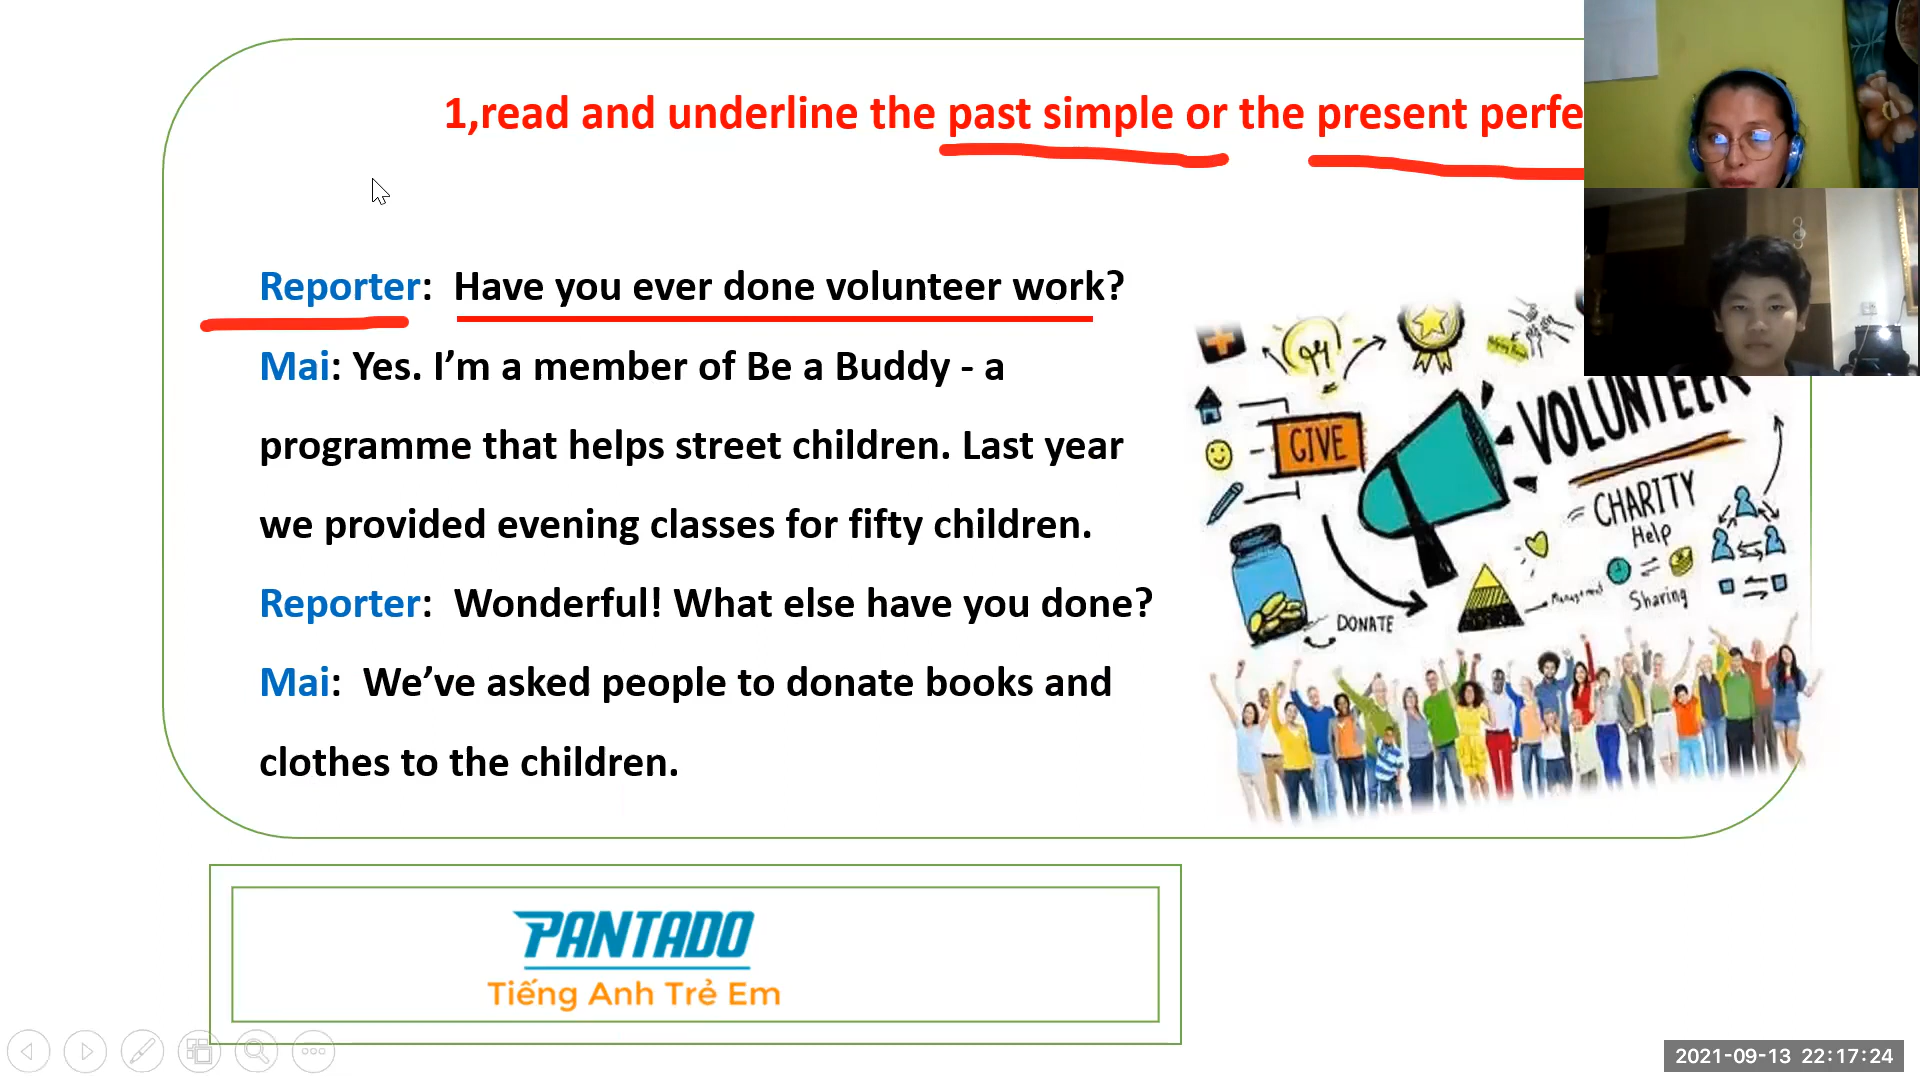 1,read and underline the past simple or the present perfe
Reporter:  Have you ever done volunteer work?
Mai: Yes. I’m a member of Be a Buddy - a
programme that helps street children. Last year
we provided evening classes for fifty children.
Reporter:  Wonderful! What else have you done?
Mai:  We’ve asked people to donate books and
clothes to the children.
GIVE
VOLUNTEER
CHARITY
Help
Sharing
Management
DONATE
PANTADO
Tiếng Anh Trẻ Em
2021-09-13 22:17:24